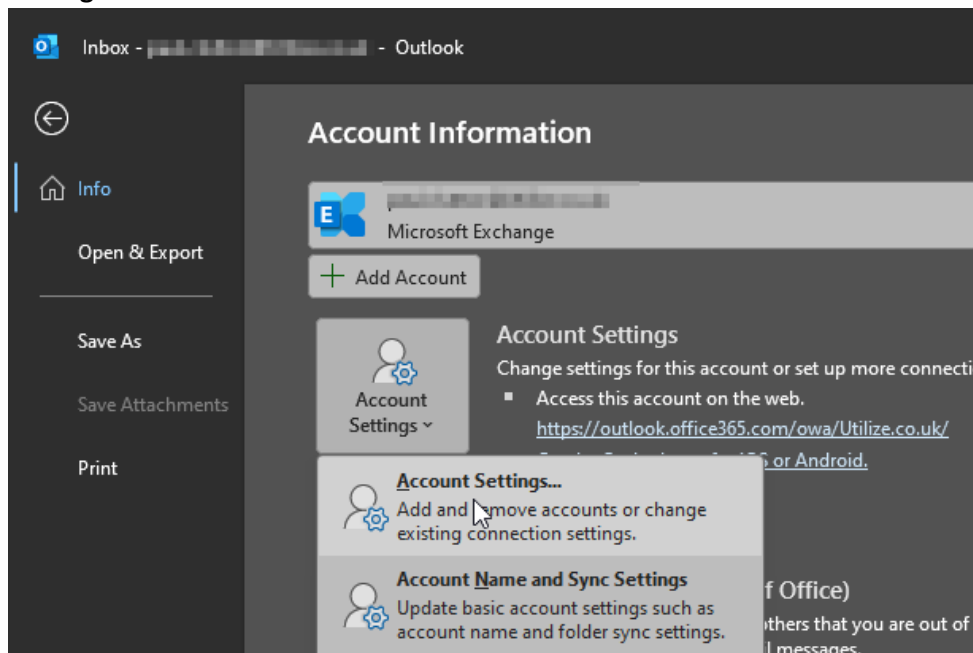 Inbox - - Outlook
Account Information
Info
E
Microsoft Exchange
Open & Export
Add Account
Save As
Account Settings
Change settings for this account or set up more
Save Attachments
Account
Settings
Access this account on the web.
https://outlook.office365.com/owa/Utilize.co.uk/
or Android.
Print
Account Settings...
Add and remove accounts or change
existing connection settings.
Account Name and Sync Settings
Update basic account settings such as
account name and folder sync settings.
f Office)
others that you are out of
messages.